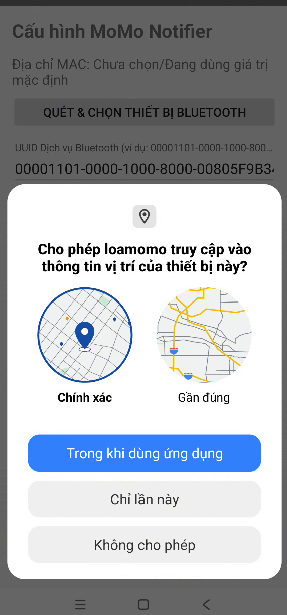 Cấu hình MoMo Notifier
Địa chỉ MAC: Chưa chọn/Đang dùng giá trị
mặc định
QUÉT & CHỌN THIẾT BỊ BLUETOOTH
UUID Dịch vụ Bluetooth (ví dụ: 00001101-0000-1000-800...
00001101-0000-1000-8000-00805F9B34
Cho phép loamomo truy cập vào
thông tin vị trí của thiết bị này?
Chính xác
Gần đúng
Trong khi dùng ứng dụng
Chỉ lần này
Không cho phép